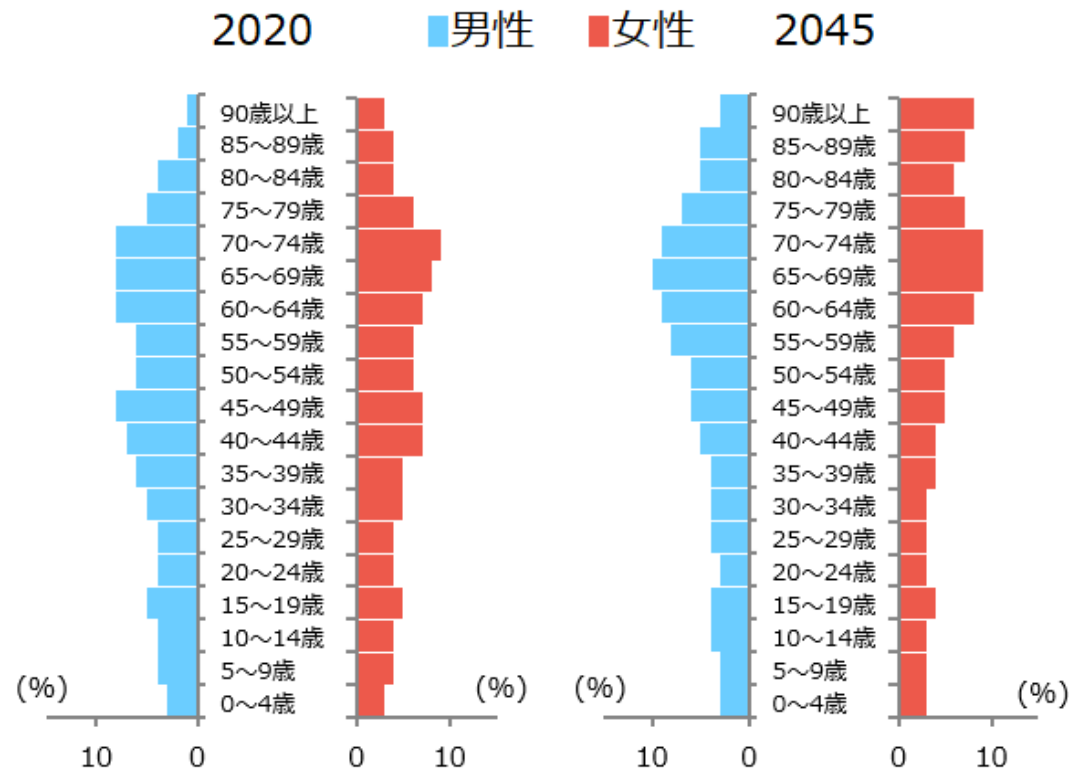 2020 男性 女性 2045
90歳以上 90歳以上
85～89歳 85～89歳
80～84歳 80～84歳
75～79歳 75～79歳
70～74歳 70～74歳
65～69歳 65～69歳
60～64歳 60～64歳
55～59歳 55～59歳
50～54歳 50～54歳
45～49歳 45～49歳
40～44歳 40～44歳
35～39歳 35～39歳
30～34歳 30～34歳
25～29歳 25～29歳
20～24歳 20～24歳
15～19歳 15～19歳
10～14歳 10～14歳
5～9歳 5～9歳
(%) 0～4歳 (%) (%) 0～4歳 (%)
10 0 0 10 10 0 0 10